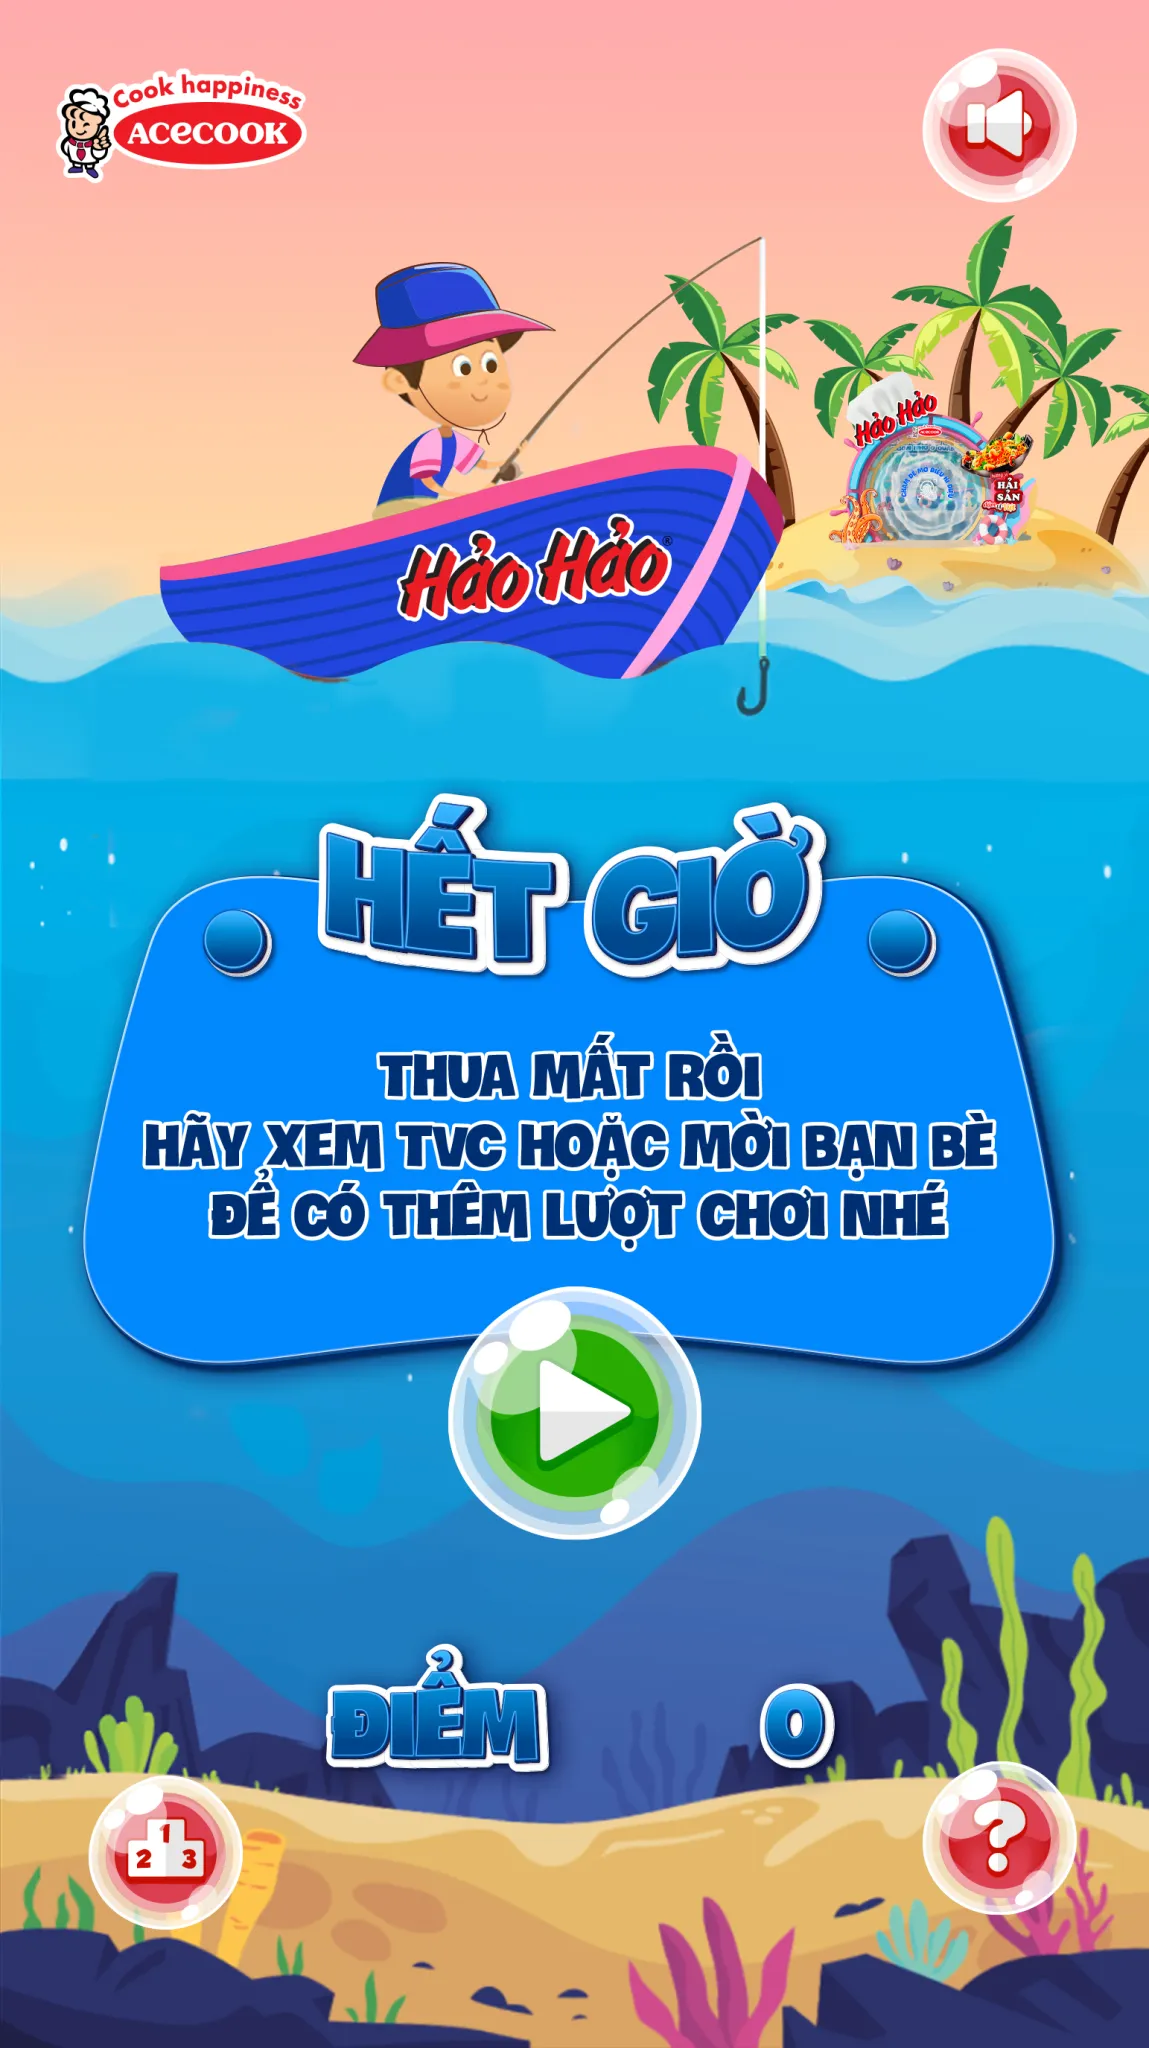 Cook happiness
ACECOOK
Hảo Hảo
HẢI
SẢN
Hảo Hảo®
HẾT GIỜ
THUA MẤT RỒI
HÃY XEM TVC HOẶC MỜI BẠN BÈ
ĐỂ CÓ THÊM LƯỢT CHƠI NHÉ
ĐIỂM 0
1
2 3
?